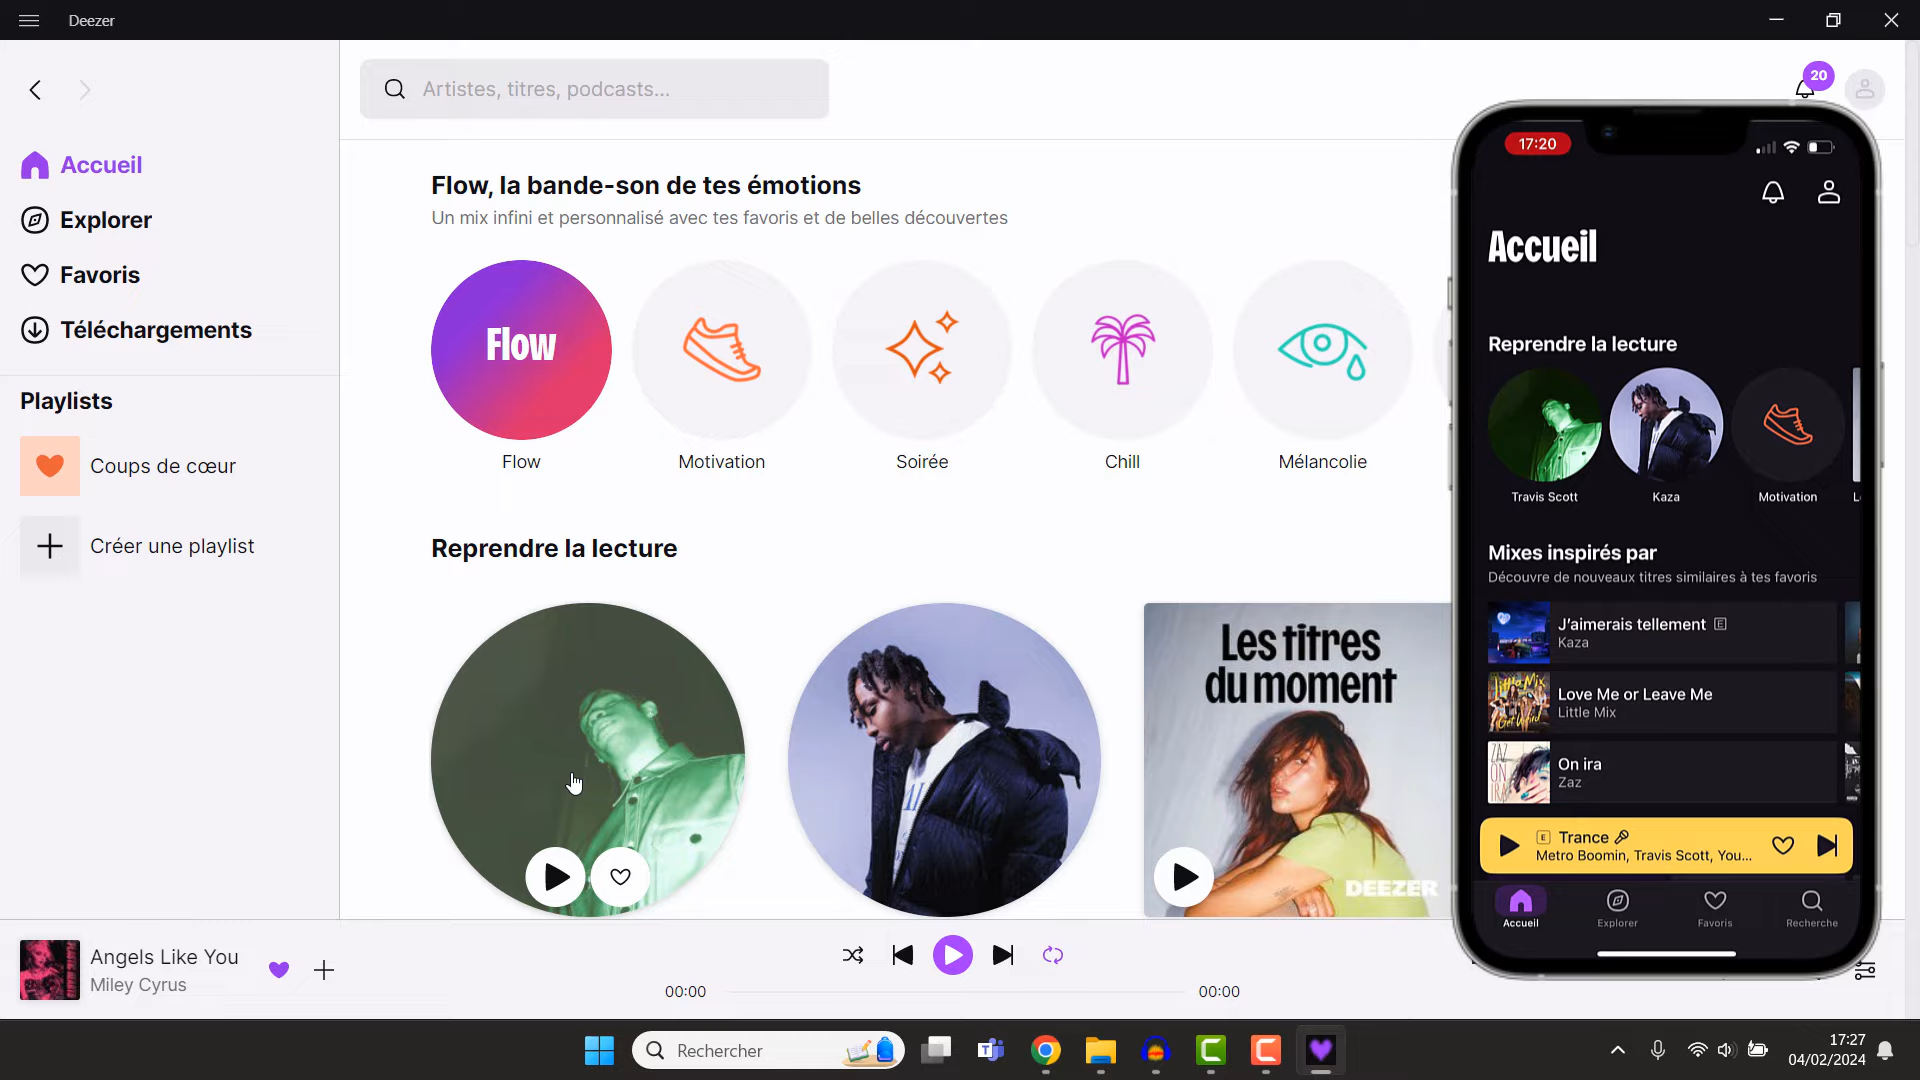 Deezer
Artistes, titres, podcasts...
20
Accueil
Explorer
Favoris
Téléchargements
Playlists
Coups de cœur
Créer une playlist
Flow, la bande-son de tes émotions
Un mix infini et personnalisé avec tes favoris et de belles découvertes
Flow
Flow
Motivation
Soirée
Chill
Mélancolie
Reprendre la lecture
Les titres
du moment
DEEZER
17:20
Accueil
Reprendre la lecture
Travis Scott
Kaza
Motivation
Mixes inspirés par
Découvre de nouveaux titres similaires à tes favoris
J'aimerais tellement E
Kaza
Love Me or Leave Me
Little Mix
On ira
Zaz
E Trance
Metro Boomin, Travis Scott, You...
Accueil
Explorer
Favoris
Recherche
Angels Like You
Miley Cyrus
00:00
00:00
Rechercher
17:27
04/02/2024